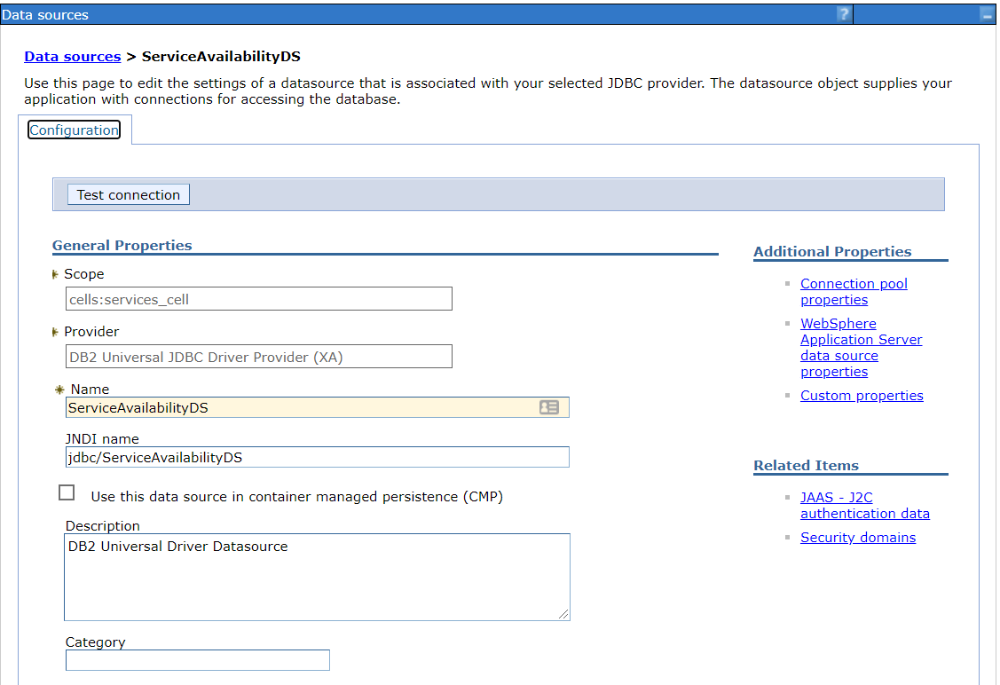 Data sources
?
Data sources > ServiceAvailabilityDS
Use this page to edit the settings of a datasource that is associated with your selected JDBC provider. The datasource object supplies your
application with connections for accessing the database.
Configuration
Test connection
General Properties
Scope
cells:services_cell
Provider
DB2 Universal JDBC Driver Provider (XA)
Name
ServiceAvailabilityDS
JNDI name
jdbc/ServiceAvailabilityDS
Use this data source in container managed persistence (CMP)
Description
DB2 Universal Driver Datasource
Category
Additional Properties
Connection pool
properties
WebSphere
Application Server
data source
properties
Custom properties
Related Items
JAAS - J2C
authentication data
Security domains